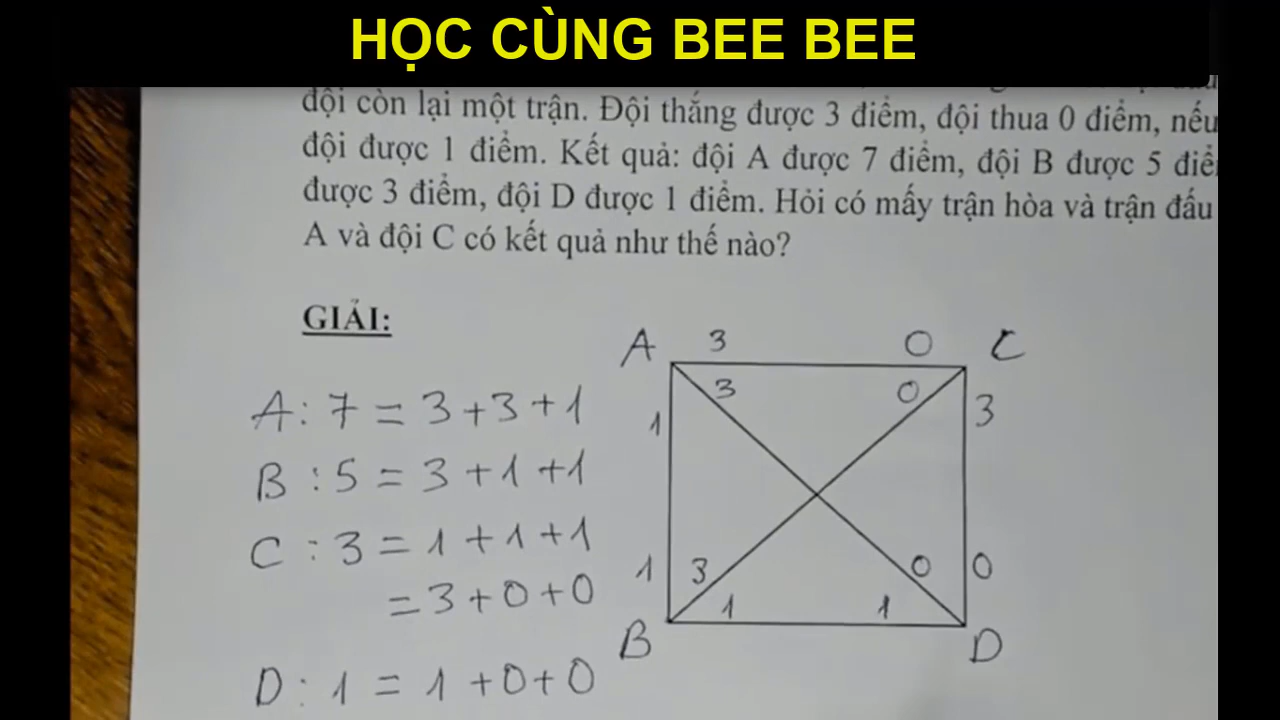 HỌC CÙNG BEE BEE
đội còn lại một trận. Đội thắng được 3 điểm, đội thua 0 điểm, nếu
đội được 1 điểm. Kết quả: đội A được 7 điểm, đội B được 5 điể
được 3 điểm, đội D được 1 điểm. Hỏi có mấy trận hòa và trận đấu
A và đội C có kết quả như thế nào?
GIẢI:
A 3 0 C
3 0 3
A: 7 = 3+3+1
1
B: 5 = 3+1+1
C: 3 = 1+1+1
1 3 0 0
= 3+0+0
1 1
B D
D: 1 = 1+0+0